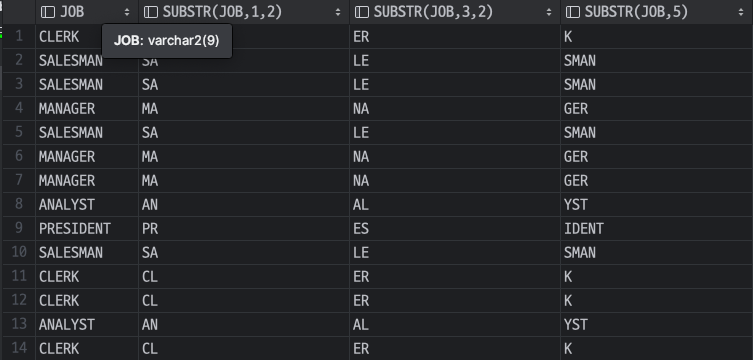 JOB SUBSTR(JOB,1,2) SUBSTR(JOB,3,2) SUBSTR(JOB,5)
1 CLERK ER K
JOB: varchar2(9)
2 SALESMAN SA LE SMAN
3 SALESMAN SA LE SMAN
4 MANAGER MA NA GER
5 SALESMAN SA LE SMAN
6 MANAGER MA NA GER
7 MANAGER MA NA GER
8 ANALYST AN AL YST
9 PRESIDENT PR ES IDENT
10 SALESMAN SA LE SMAN
11 CLERK CL ER K
12 CLERK CL ER K
13 ANALYST AN AL YST
14 CLERK CL ER K